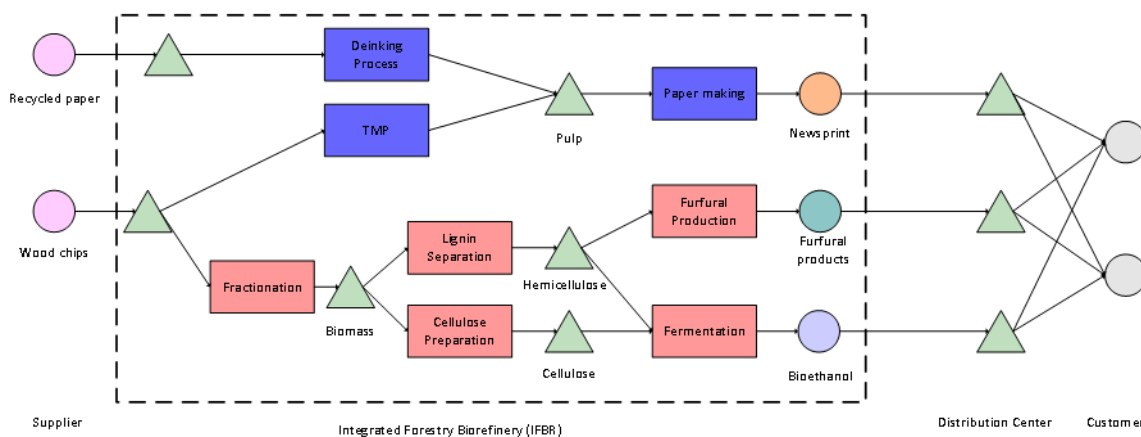 Deinking
Process
Recycled paper
TMP
Pulp
Paper making
Newsprint
Wood chips
Fractionation
Biomass
Lignin
Separation
Cellulose
Preparation
Hemicellulose
Cellulose
Furfural
Production
Fermentation
Furfural
products
Bioethanol
Supplier
Integrated Forestry Biorefinery (IFBR)
Distribution Center
Customer